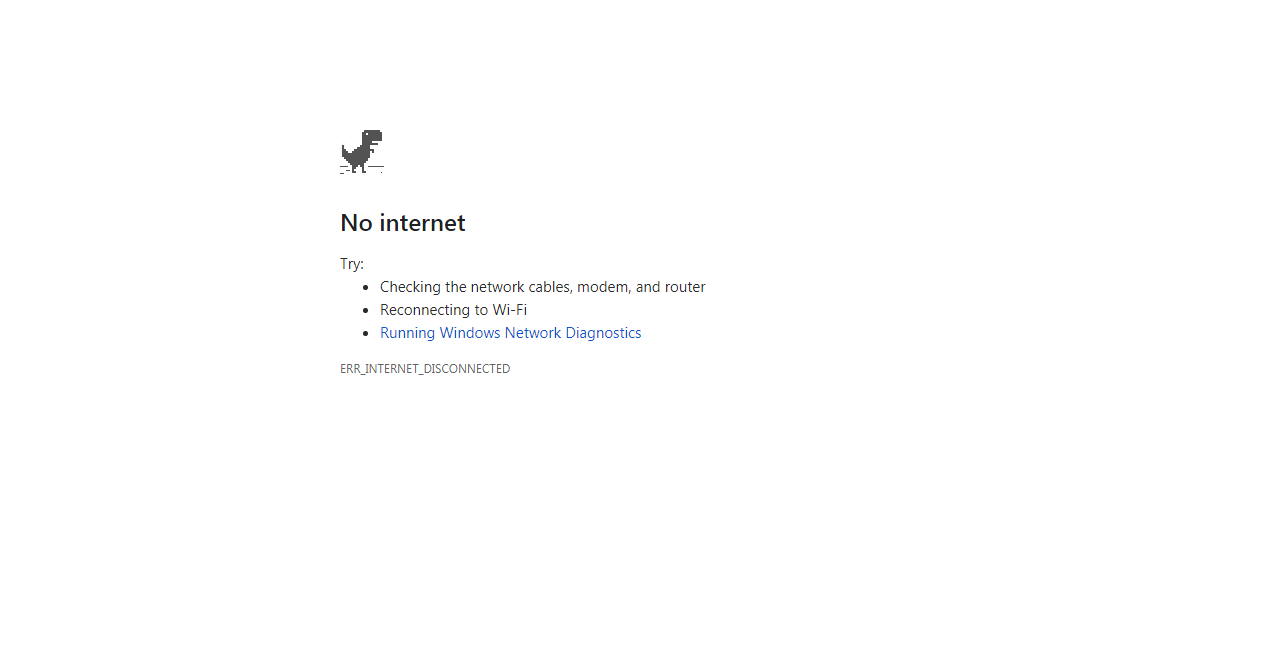 No internet
Try:
Checking the network cables, modem, and router
Reconnecting to Wi-Fi
Running Windows Network Diagnostics
ERR_INTERNET_DISCONNECTED